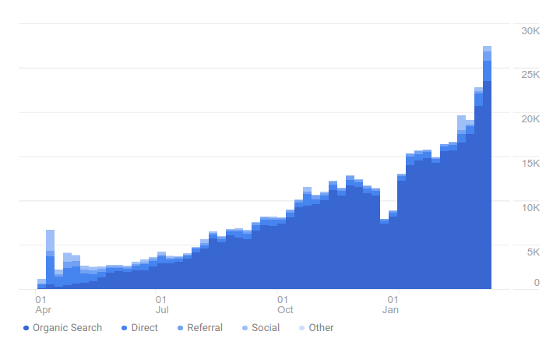 30K
25K
20K
15K
10K
5K
0
01 01 01 01
Apr Jul Oct Jan
Organic Search Direct Referral Social Other